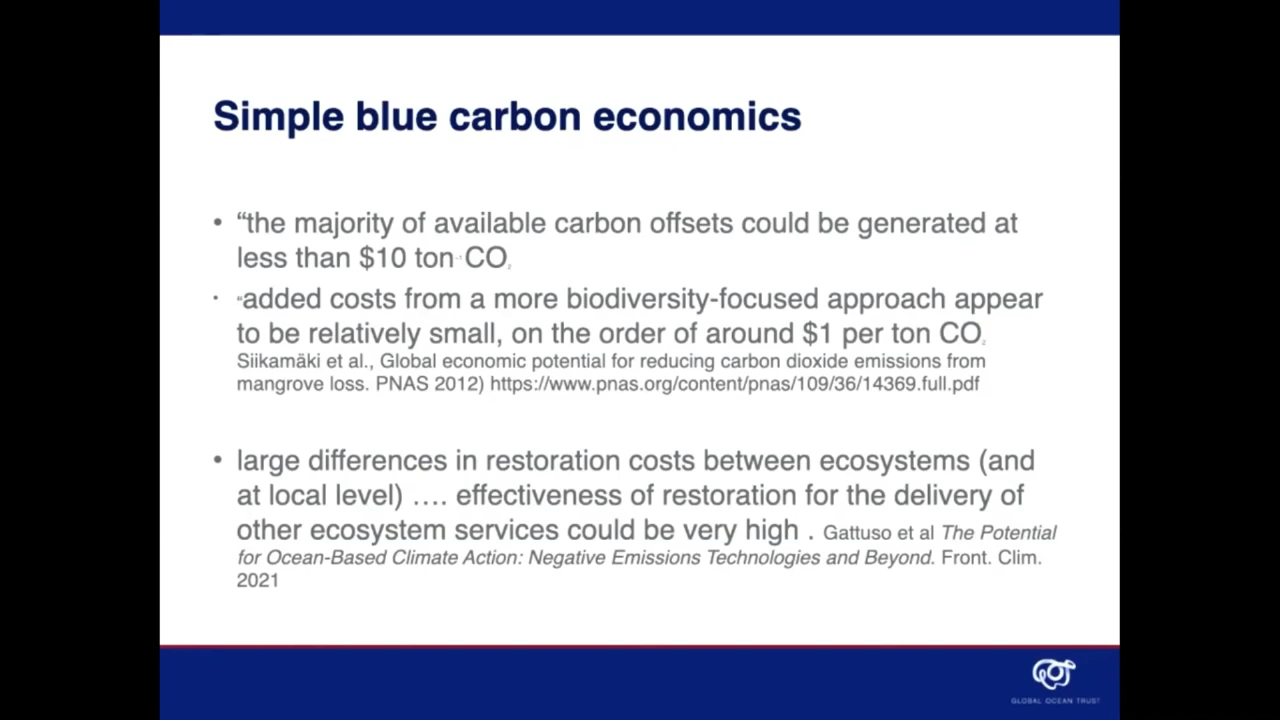 Simple blue carbon economics
• “the majority of available carbon offsets could be generated at
less than $10 ton⁻¹ CO₂
• “added costs from a more biodiversity-focused approach appear
to be relatively small, on the order of around $1 per ton CO₂
Siikamäki et al., Global economic potential for reducing carbon dioxide emissions from
mangrove loss. PNAS 2012) https://www.pnas.org/content/pnas/109/36/14369.full.pdf
• large differences in restoration costs between ecosystems (and
at local level) …. effectiveness of restoration for the delivery of
other ecosystem services could be very high . Gattuso et al The Potential
for Ocean-Based Climate Action: Negative Emissions Technologies and Beyond. Front. Clim.
2021
GLOBAL OCEAN TRUST